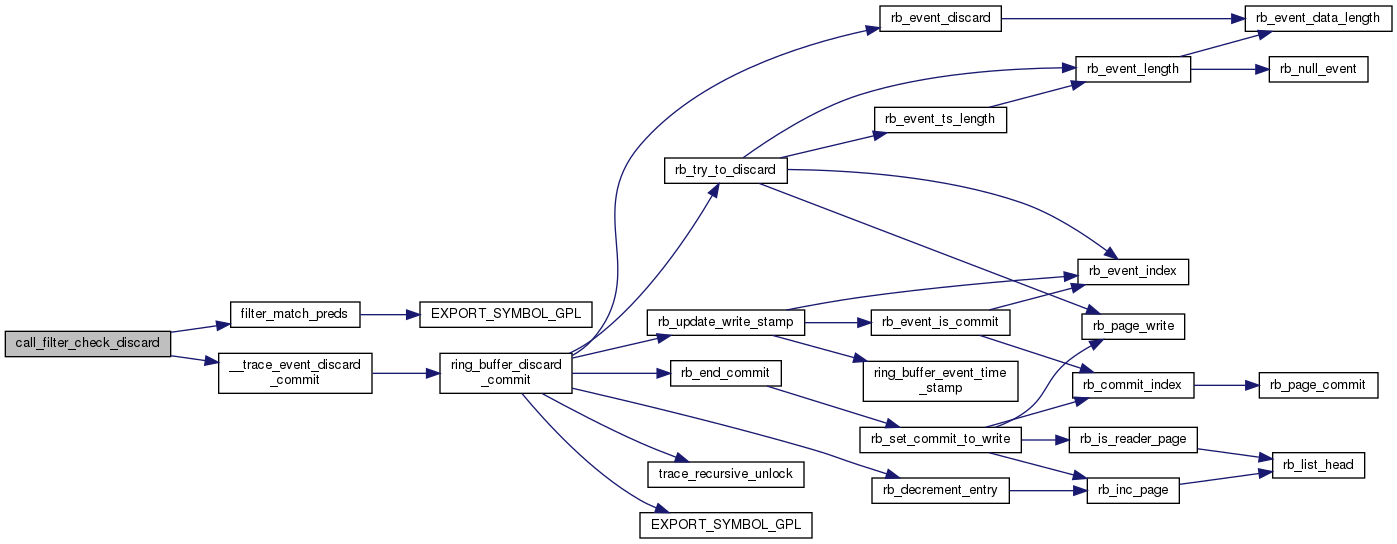 call_filter_check_discard
filter_match_preds
EXPORT_SYMBOL_GPL
__trace_event_discard
_commit
ring_buffer_discard
_commit
rb_event_discard
rb_event_data_length
rb_event_length
rb_null_event
rb_event_ts_length
rb_try_to_discard
rb_event_index
rb_page_write
rb_update_write_stamp
rb_event_is_commit
ring_buffer_event_time
_stamp
rb_end_commit
rb_commit_index
rb_page_commit
rb_set_commit_to_write
rb_is_reader_page
rb_list_head
trace_recursive_unlock
rb_decrement_entry
rb_inc_page
EXPORT_SYMBOL_GPL